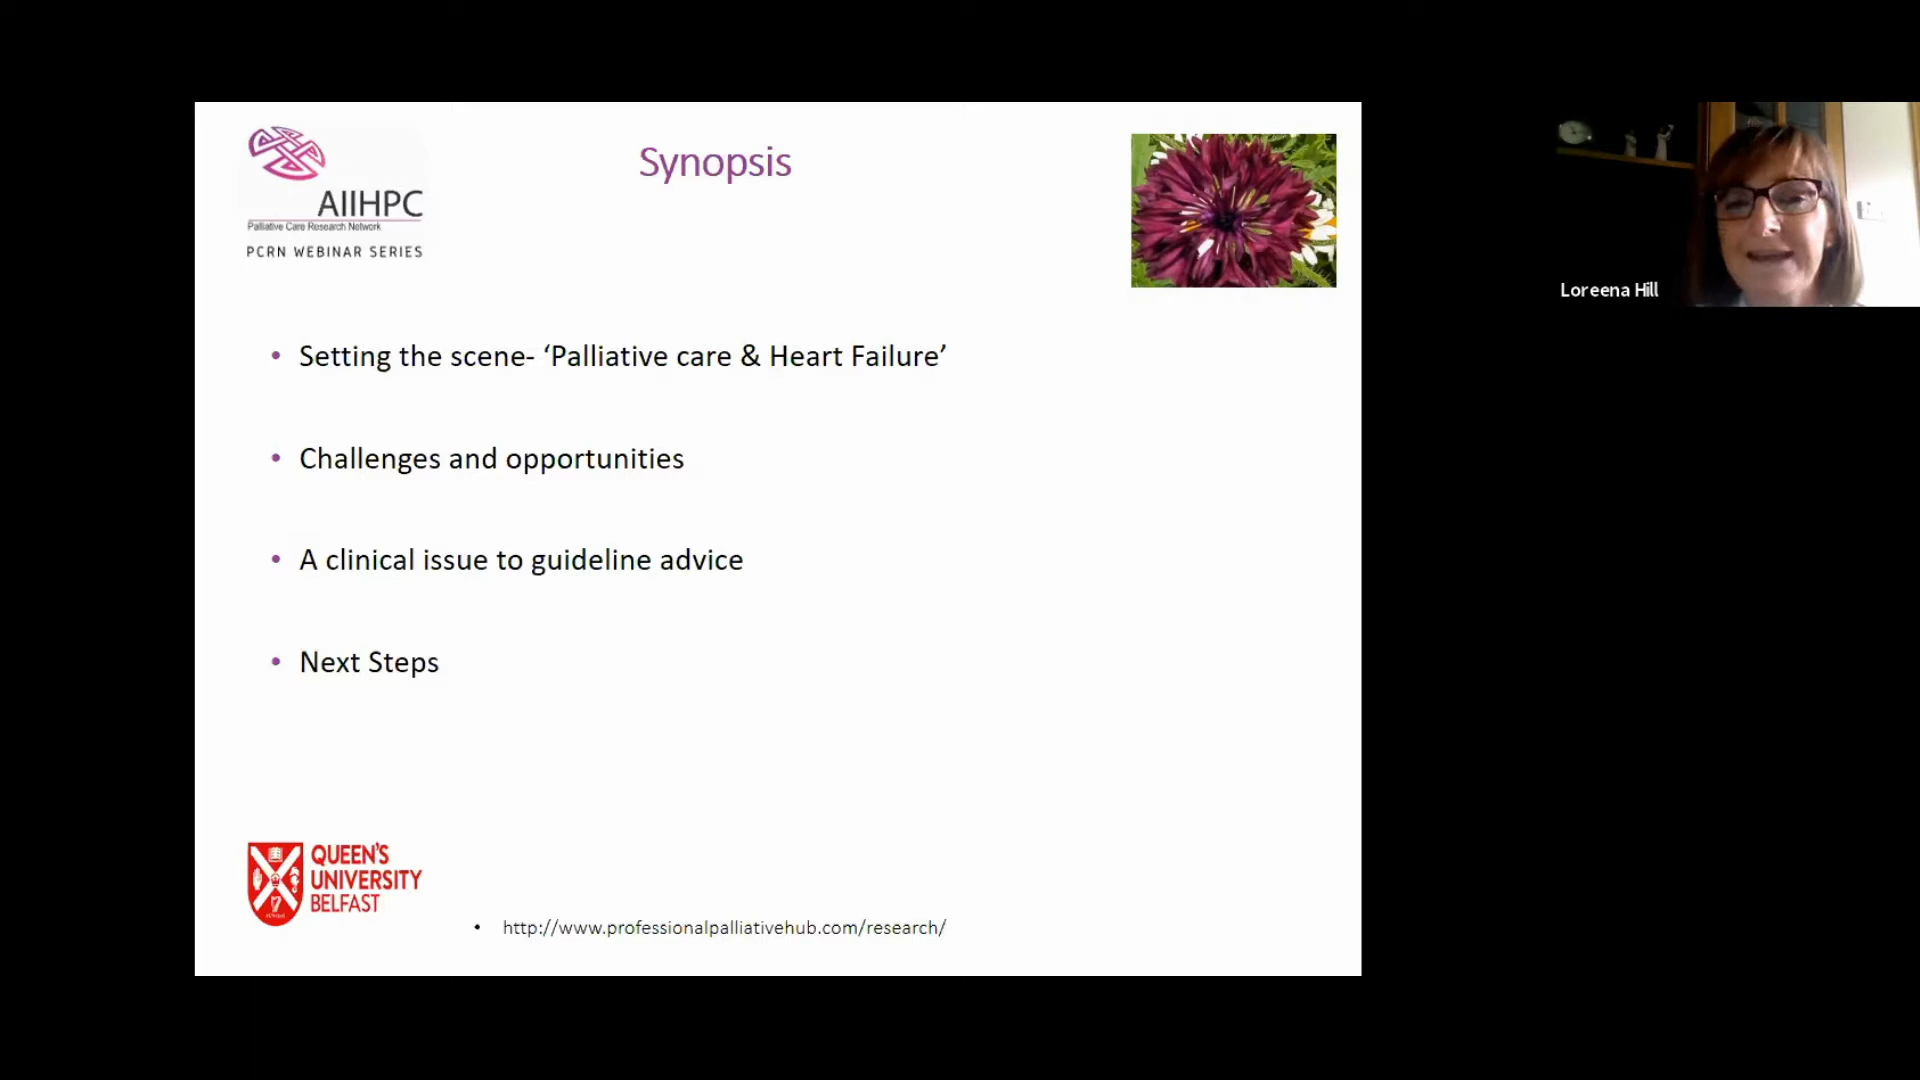 AIIHPC
Palliative Care Research Network
PCRN WEBINAR SERIES
Synopsis
Loreena Hill
• Setting the scene- ‘Palliative care & Heart Failure’
• Challenges and opportunities
• A clinical issue to guideline advice
• Next Steps
QUEEN'S
UNIVERSITY
BELFAST
• http://www.professionalpalliativehub.com/research/